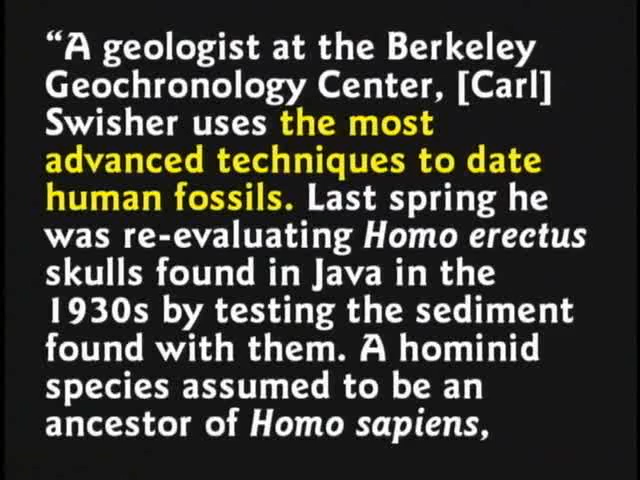 “A geologist at the Berkeley
Geochronology Center, [Carl]
Swisher uses the most
advanced techniques to date
human fossils. Last spring he
was re-evaluating Homo erectus
skulls found in Java in the
1930s by testing the sediment
found with them. A hominid
species assumed to be an
ancestor of Homo sapiens,